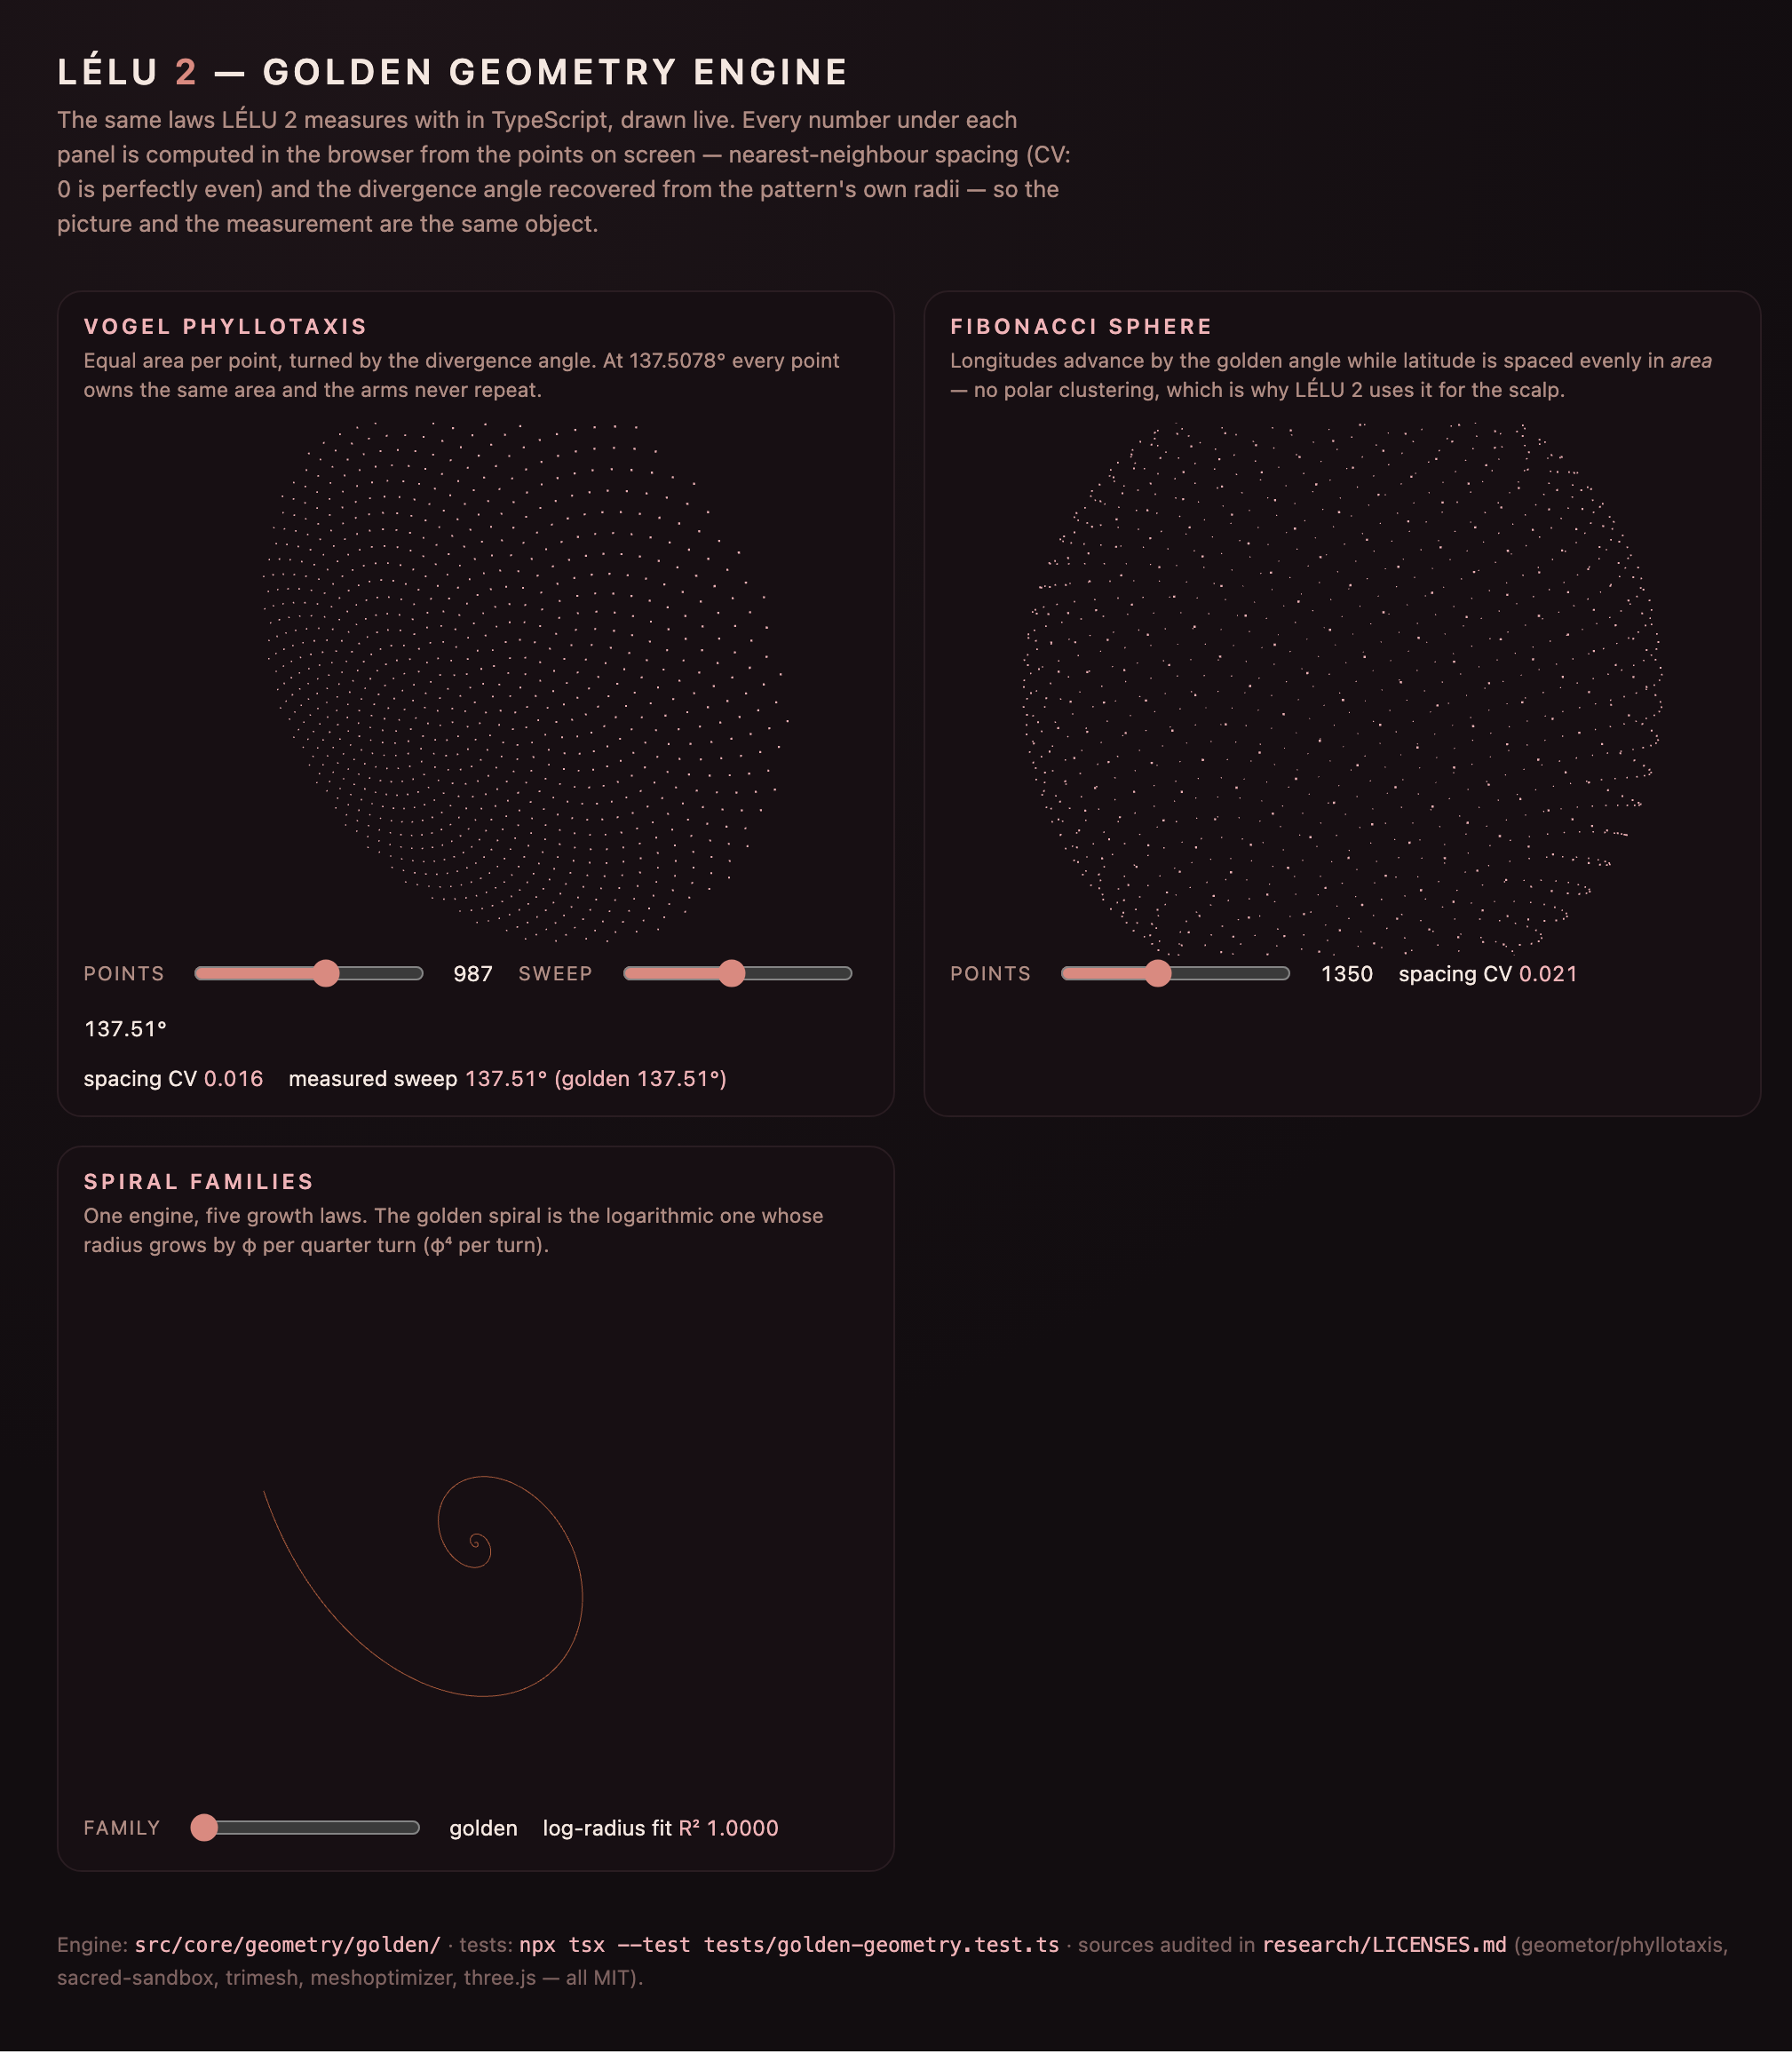 LÉLU 2 — GOLDEN GEOMETRY ENGINE
The same laws LÉLU 2 measures with in TypeScript, drawn live. Every number under each
panel is computed in the browser from the points on screen — nearest-neighbour spacing (CV:
0 is perfectly even) and the divergence angle recovered from the pattern's own radii — so the
picture and the measurement are the same object.
VOGEL PHYLLOTAXIS
Equal area per point, turned by the divergence angle. At 137.5078° every point
owns the same area and the arms never repeat.
POINTS 987 SWEEP
137.51°
spacing CV 0.016 measured sweep 137.51° (golden 137.51°)
FIBONACCI SPHERE
Longitudes advance by the golden angle while latitude is spaced evenly in area
— no polar clustering, which is why LÉLU 2 uses it for the scalp.
POINTS 1350 spacing CV 0.021
SPIRAL FAMILIES
One engine, five growth laws. The golden spiral is the logarithmic one whose
radius grows by φ per quarter turn (φ⁴ per turn).
FAMILY golden log-radius fit R² 1.0000
Engine: src/core/geometry/golden/ · tests: npx tsx --test tests/golden-geometry.test.ts · sources audited in research/LICENSES.md (geometor/phyllotaxis,
sacred-sandbox, trimesh, meshoptimizer, three.js — all MIT).